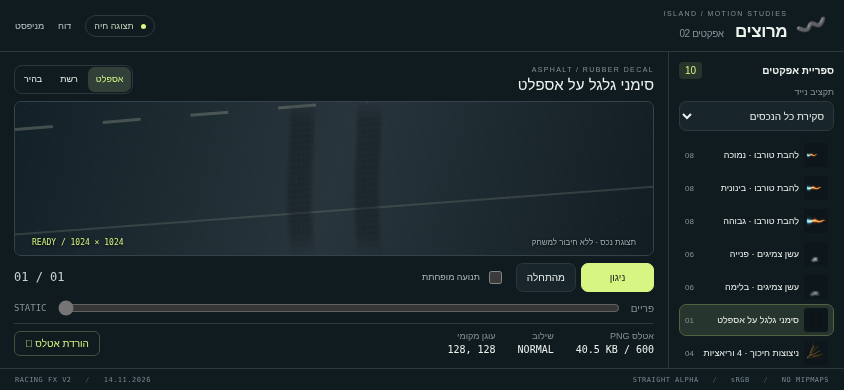 ISLAND / MOTION STUDIES
מרוצים אפקטים 02
תצוגה חיה
דוח
מניפסט
ספריית אפקטים 10
תקציב נייד
סקירת כל הנכסים
להבת טורבו · נמוכה 08
להבת טורבו · בינונית 08
להבת טורבו · גבוהה 08
עשן צמיגים · פנייה 06
עשן צמיגים · בלימה 06
סימני גלגל על אספלט 01
ניצוצות חיכוך · 4 וריאציות 04
ASPHALT / RUBBER DECAL
סימני גלגל על אספלט
אספלט
רשת
בהיר
תצוגת נכס · ללא חיבור למשחק
READY / 1024 × 1024
ניגון
מהתחלה
תנועה מופחתת
01 / 01
פריים
STATIC
אטלס PNG
40.5 KB / 600
שילוב
NORMAL
עוגן מקומי
128, 128
הורדת אטלס
RACING FX V2 / 14.11.2026
STRAIGHT ALPHA / sRGB / NO MIPMAPS